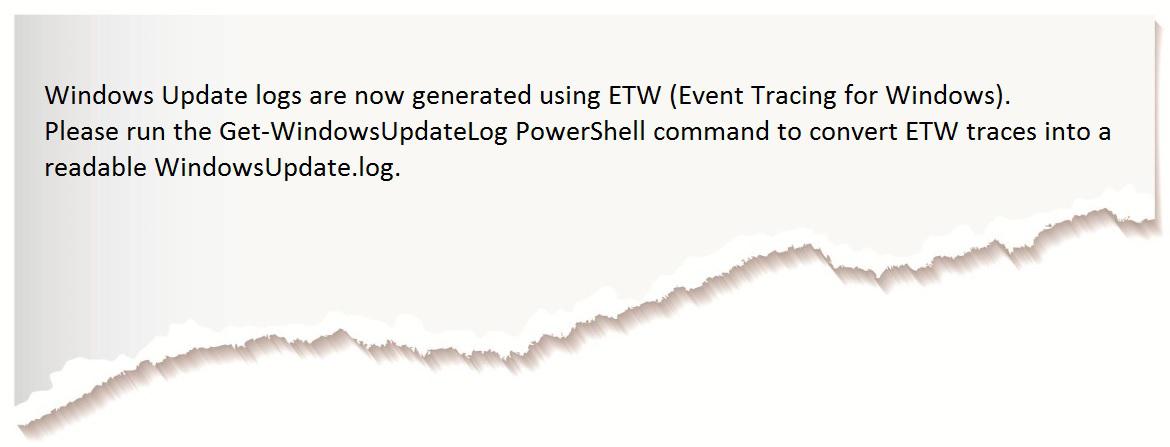 Windows Update logs are now generated using ETW (Event Tracing for Windows).
Please run the Get-WindowsUpdateLog PowerShell command to convert ETW traces into a
readable WindowsUpdate.log.